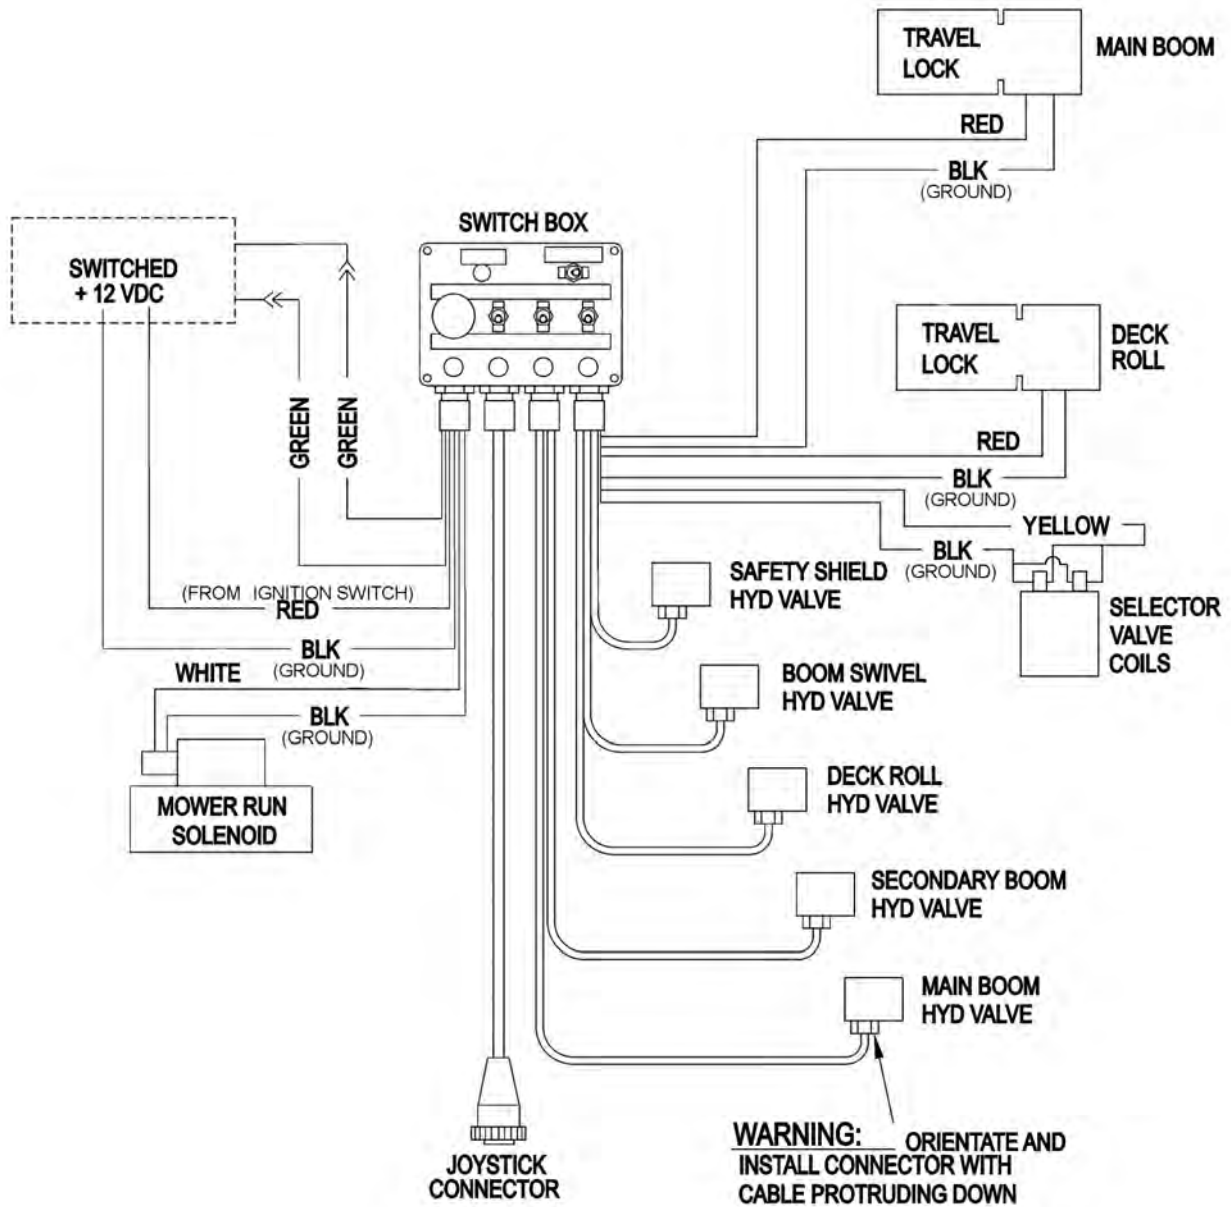 TRAVEL
LOCK
MAIN BOOM
RED
BLK
(GROUND)
SWITCH BOX
SWITCHED
+ 12 VDC
GREEN
GREEN
TRAVEL
LOCK
DECK
ROLL
RED
BLK
(GROUND)
YELLOW
BLK
(GROUND)
SELECTOR
VALVE
COILS
(FROM IGNITION SWITCH)
RED
BLK
(GROUND)
WHITE
BLK
(GROUND)
MOWER RUN
SOLENOID
SAFETY SHIELD
HYD VALVE
BOOM SWIVEL
HYD VALVE
DECK ROLL
HYD VALVE
SECONDARY BOOM
HYD VALVE
MAIN BOOM
HYD VALVE
JOYSTICK
CONNECTOR
WARNING: ORIENTATE AND
INSTALL CONNECTOR WITH
CABLE PROTRUDING DOWN